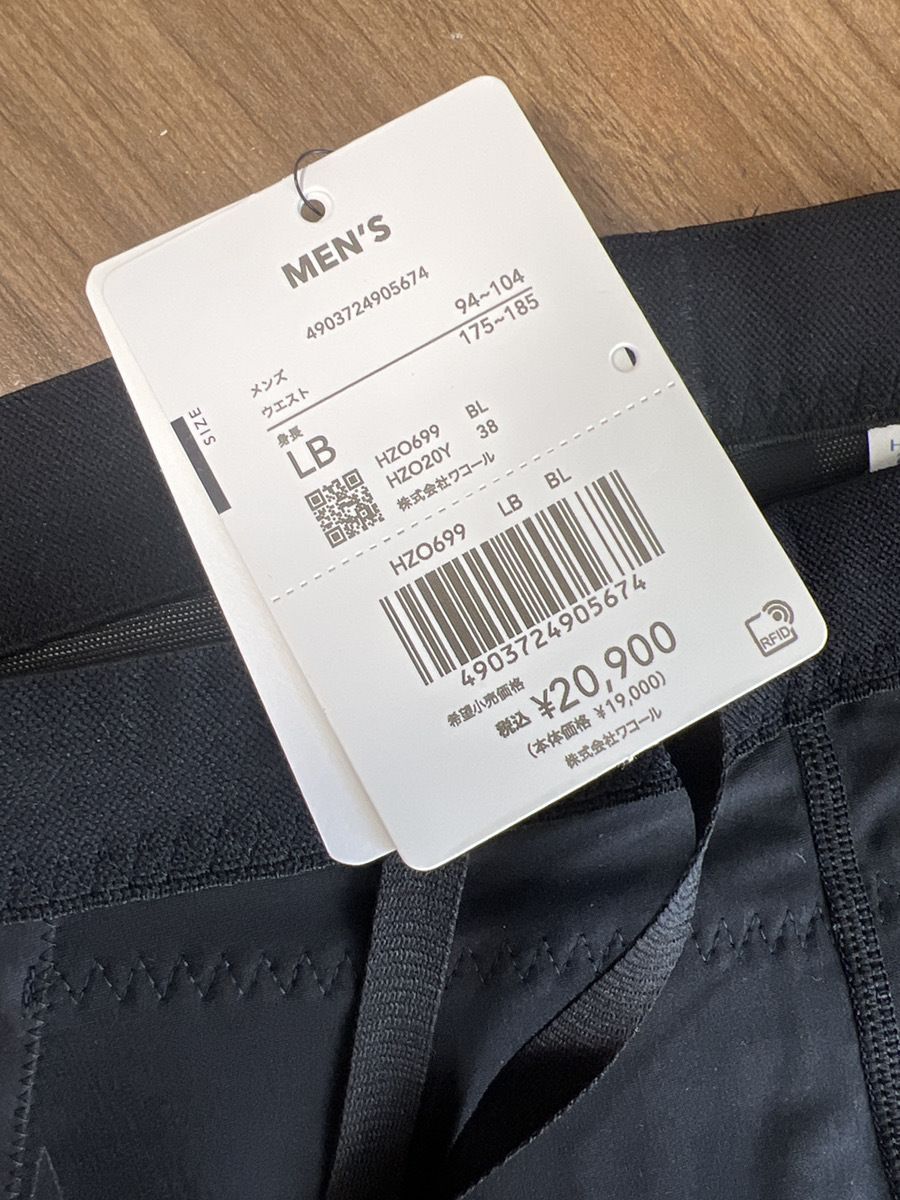 MEN'S
4903724905674
メンズ
ウエスト 94~104
身長 175~185
SIZE
LB
HZO699 BL
HZO20Y 38
株式会社ワコール
HZO699 LB BL
4903724905674
希望小売価格
税込 ¥20,900
(本体価格 ¥19,000)
株式会社ワコール
RFID
H